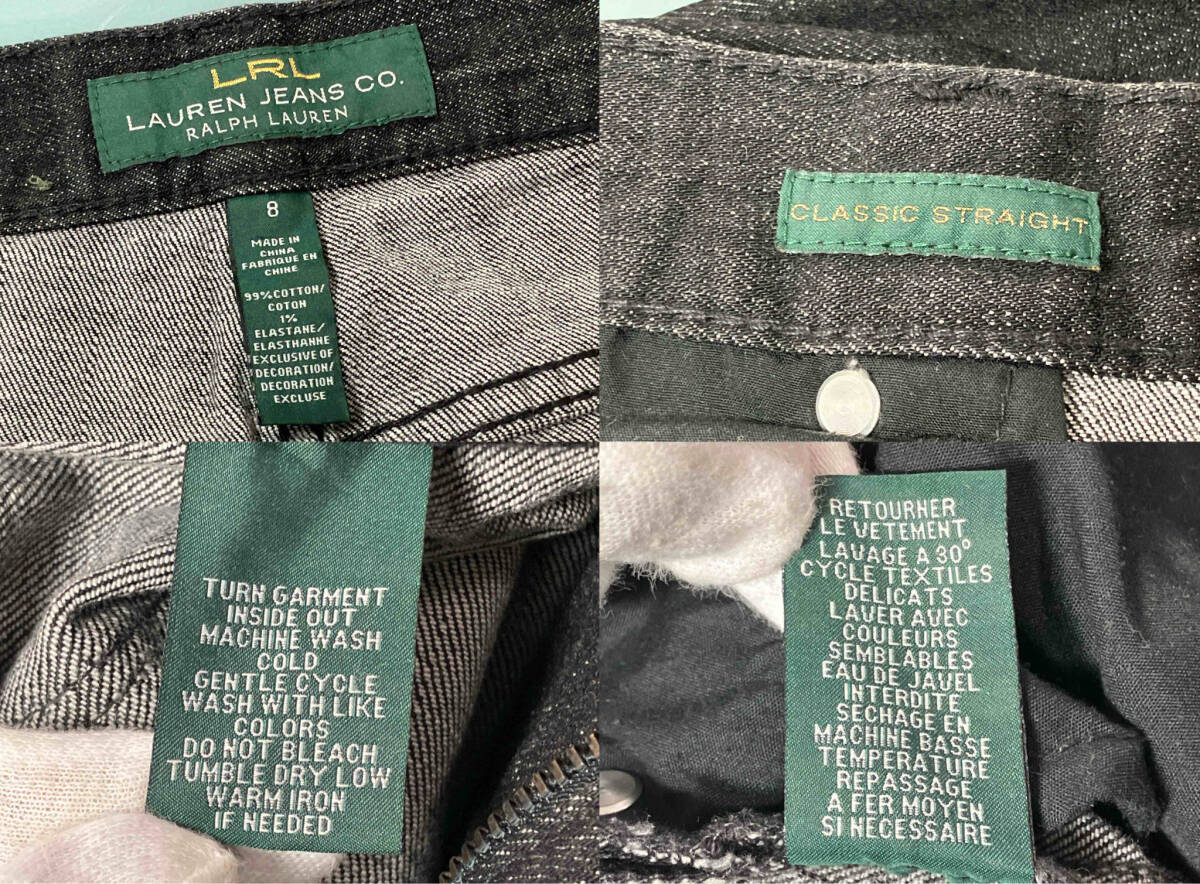 LRL
LAUREN JEANS CO.
RALPH LAUREN
8
MADE IN
CHINA
FABRIQUE EN
CHINE
99%COTTON/
COTON
1%
ELASTANE/
ELASTHANNE
EXCLUSIVE OF
DECORATION/
DECORATION
EXCLUSE
CLASSIC STRAIGHT
TURN GARMENT
INSIDE OUT
MACHINE WASH
COLD
GENTLE CYCLE
WASH WITH LIKE
COLORS
DO NOT BLEACH
TUMBLE DRY LOW
WARM IRON
IF NEEDED
RETOURNER
LE VETEMENT
LAVAGE A 30°
CYCLE TEXTILES
DELICATS
LAVER AVEC
COULEURS
SEMBLABLES
EAU DE JAVEL
INTERDITE
SECHAGE EN
MACHINE BASSE
TEMPERATURE
REPASSAGE
A FER MOYEN
SI NECESSAIRE